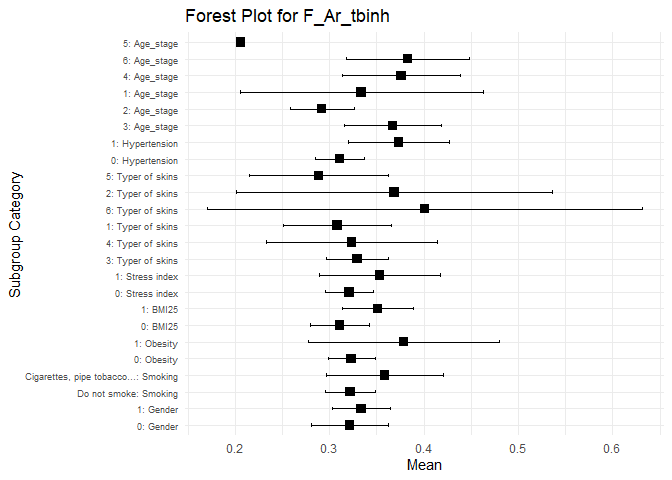 Forest Plot for F_Ar_tbinh
Subgroup Category
5: Age_stage
6: Age_stage
4: Age_stage
1: Age_stage
2: Age_stage
3: Age_stage
1: Hypertension
0: Hypertension
5: Typer of skins
2: Typer of skins
6: Typer of skins
1: Typer of skins
4: Typer of skins
3: Typer of skins
1: Stress index
0: Stress index
1: BMI25
0: BMI25
1: Obesity
0: Obesity
Cigarettes, pipe tobacco...: Smoking
Do not smoke: Smoking
1: Gender
0: Gender
0.2 0.3 0.4 0.5 0.6
Mean